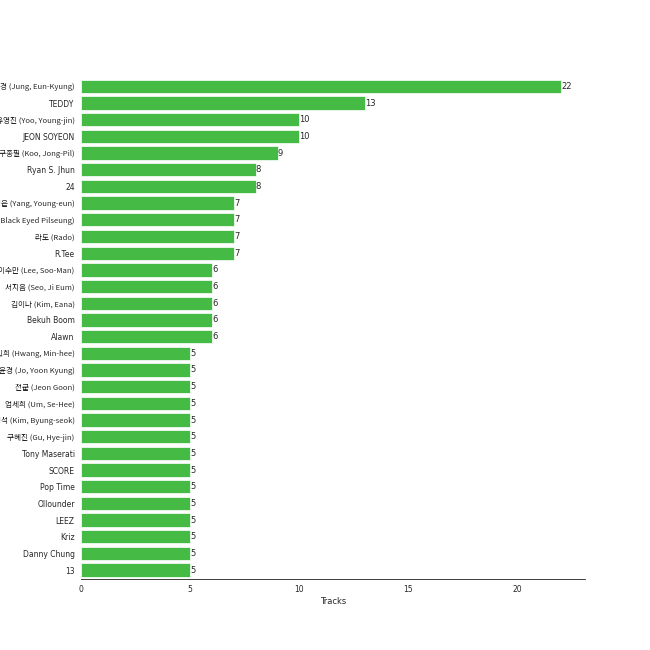 경 (Jung, Eun-Kyung) 22
TEDDY 13
유영진 (Yoo, Young-jin) 10
JEON SOYEON 10
구종필 (Koo, Jong-Pil) 9
Ryan S. Jhun 8
24 8
(Yang, Young-eun) 7
Black Eyed Pilseung) 7
라도 (Rado) 7
R.Tee 7
이수만 (Lee, Soo-Man) 6
서지음 (Seo, Ji Eum) 6
김이나 (Kim, Eana) 6
Bekuh Boom 6
Alawn 6
희 (Hwang, Min-hee) 5
윤경 (Jo, Yoon Kyung) 5
전군 (Jeon Goon) 5
엄세희 (Um, Se-Hee) 5
석 (Kim, Byung-seok) 5
구혜진 (Gu, Hye-jin) 5
Tony Maserati 5
SCORE 5
Pop Time 5
Ollounder 5
LEEZ 5
Kriz 5
Danny Chung 5
13 5
0 5 10 15 20
Tracks